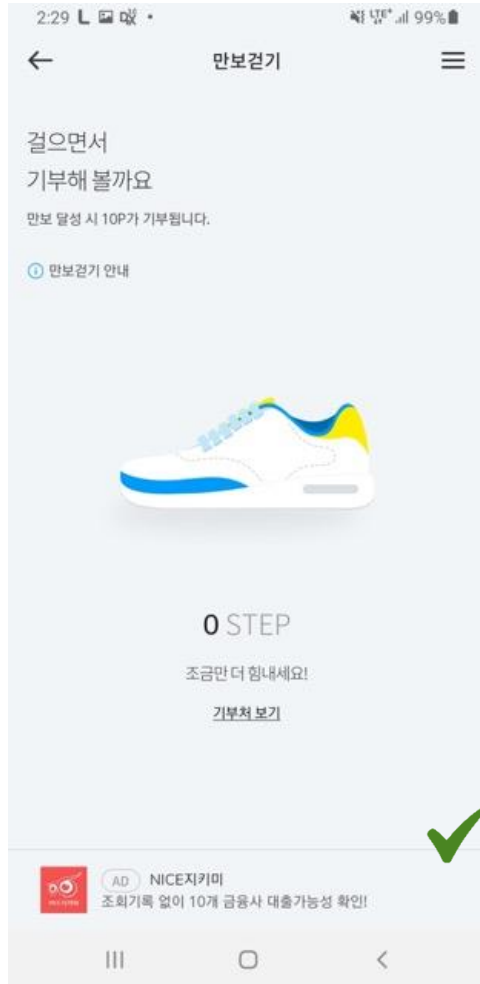 2:29 L
LTE+ 99%
만보걷기
걸으면서
기부해 볼까요
만보 달성 시 10P가 기부됩니다.
만보걷기 안내
0 STEP
조금만 더 힘내세요!
기부처 보기
AD NICE지키미
조회기록 없이 10개 금융사 대출가능성 확인!